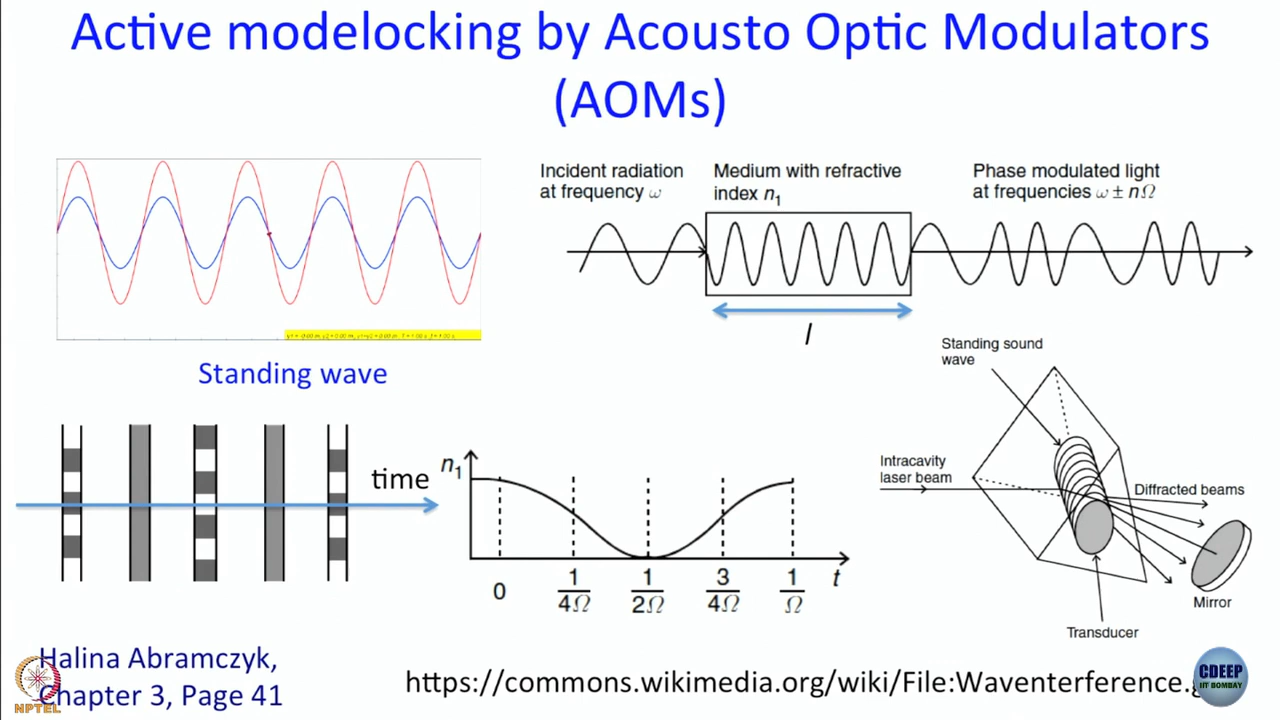 Active modelocking by Acousto Optic Modulators
(AOMs)
Incident radiation
at frequency ω
Medium with refractive
index n₁
Phase modulated light
at frequencies ω ± nΩ
l
Standing wave
time
n₁
0
1/4Ω
1/2Ω
3/4Ω
1/Ω
t
Standing sound
wave
Intracavity
laser beam
Diffracted beams
Mirror
Transducer
Halina Abramczyk,
Chapter 3, Page 41
https://commons.wikimedia.org/wiki/File:Waventerference.g
NPTEL
CDEEP
IIT BOMBAY